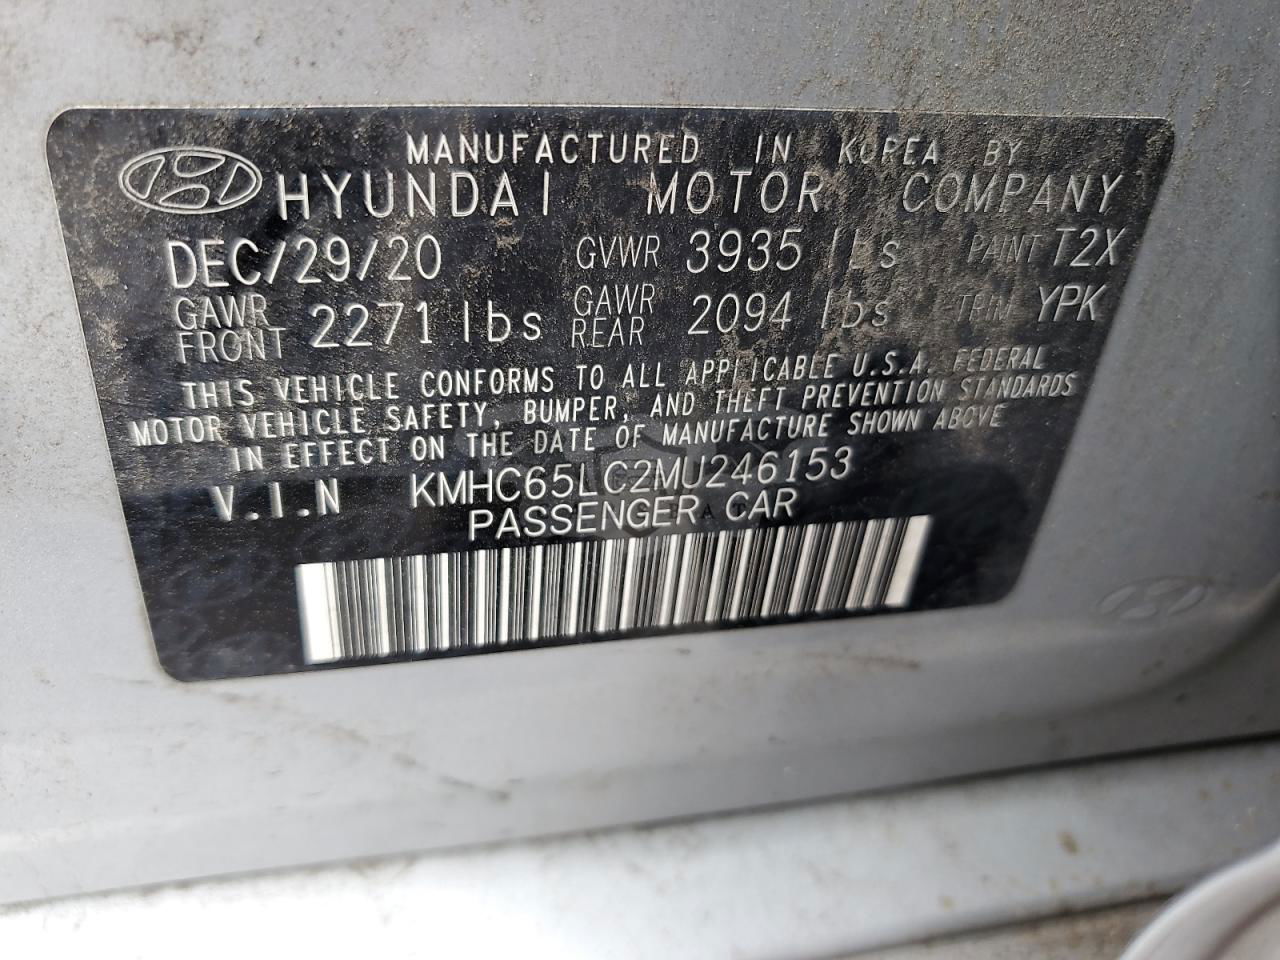 MANUFACTURED IN KOREA BY
HYUNDAI MOTOR COMPANY
DEC/29/20 GVWR 3935 lbs PAINT T2X
GAWR FRONT 2271 lbs GAWR REAR 2094 lbs TRIM YPK
THIS VEHICLE CONFORMS TO ALL APPLICABLE U.S.A. FEDERAL
MOTOR VEHICLE SAFETY, BUMPER, AND THEFT PREVENTION STANDARDS
IN EFFECT ON THE DATE OF MANUFACTURE SHOWN ABOVE
V.I.N KMHC65LC2MU246153
PASSENGER CAR